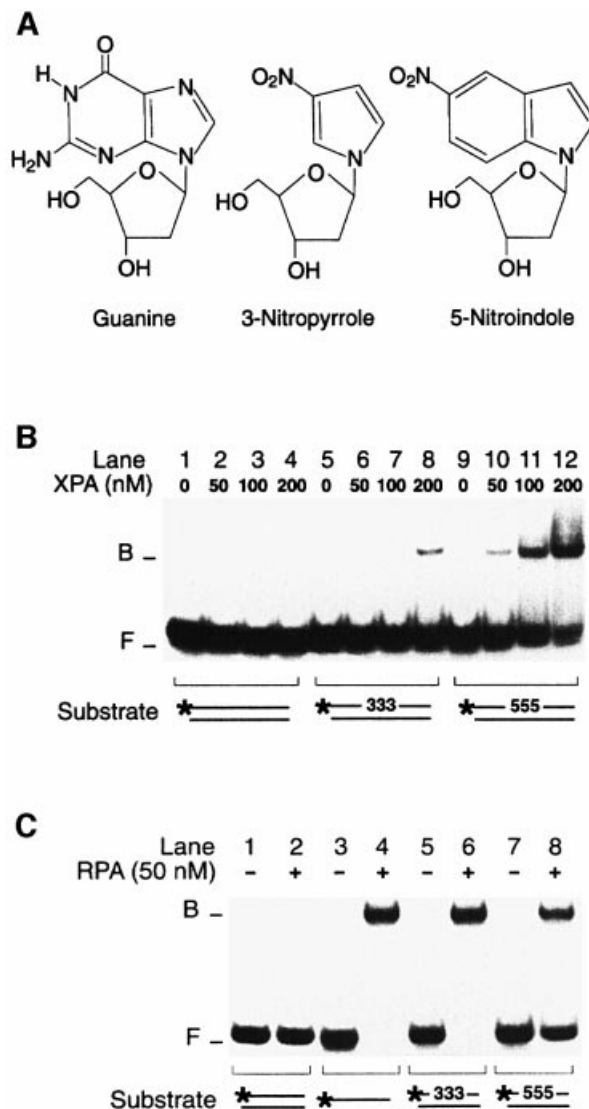 A
O
H
N
N
H₂N
N
N
HO
O
OH
Guanine
O₂N
N
HO
O
OH
3-Nitropyrrole
O₂N
N
HO
O
OH
5-Nitroindole
B
Lane 1 2 3 4 5 6 7 8 9 10 11 12
XPA (nM) 0 50 100 200 0 50 100 200 0 50 100 200
B –
F –
Substrate * * 333 * 555
C
Lane 1 2 3 4 5 6 7 8
RPA (50 nM) – + – + – + – +
B –
F –
Substrate * * * 333 * 555